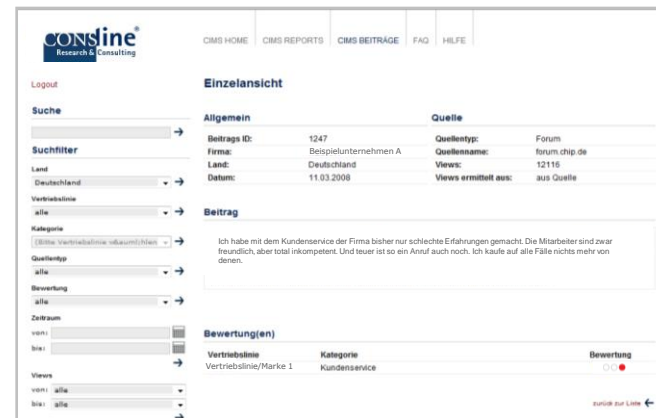 CONSline®
Research & Consulting
CIMS HOME CIMS REPORTS CIMS BEITRÄGE FAQ HILFE
Logout
Suche
Suchfilter
Land
Deutschland
Vertriebslinie
alle
Kategorie
(Bitte Vertriebslinie w&auml;hlen
Quellentyp
alle
Bewertung
alle
Zeitraum
von:
bis:
Views
von: alle
bis: alle
Einzelansicht
Allgemein Quelle
Beitrags ID: 1247 Quellentyp: Forum
Firma: Beispielunternehmen A Quellenname: forum.chip.de
Land: Deutschland Views: 12116
Datum: 11.03.2008 Views ermittelt aus: aus Quelle
Beitrag
Ich habe mit dem Kundenservice der Firma bisher nur schlechte Erfahrungen gemacht. Die Mitarbeiter sind zwar
freundlich, aber total inkompetent. Und teuer ist so ein Anruf auch noch. Ich kaufe auf alle Fälle nichts mehr von
denen.
Bewertung(en)
Vertriebslinie Kategorie Bewertung
Vertriebslinie/Marke 1 Kundenservice
zurück zur Liste